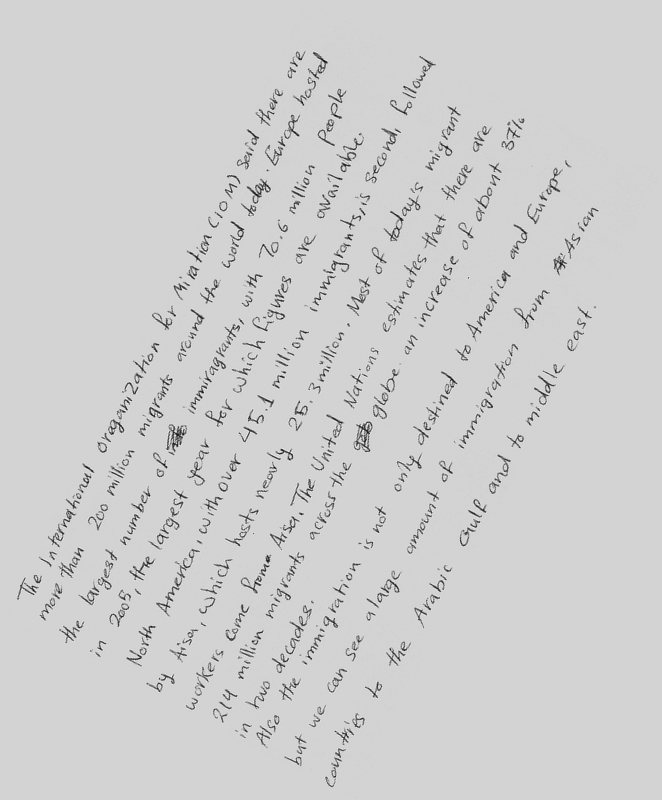 The International oreganization for Miration (IOM) said there are
more than 200 million migrants around the world today. Europe hosted
the largest number of immiragrants, with 70.6 million people
in 2005, the largest year for which figures are available.
North America, with over 45.1 million immigrants, is second, followed
by Aisa, which hosts nearly 25.3 million. Most of today's migrant
workers come frome Aisa. The United Nations estimates that there are
214 million migrants across the globe. an increase of about 37%
in two decades.
Also the immigration is not only destined to America and Europe,
but we can see alarge amount of immigration from Asian
countries to the Arabic Gulf and to middle east.